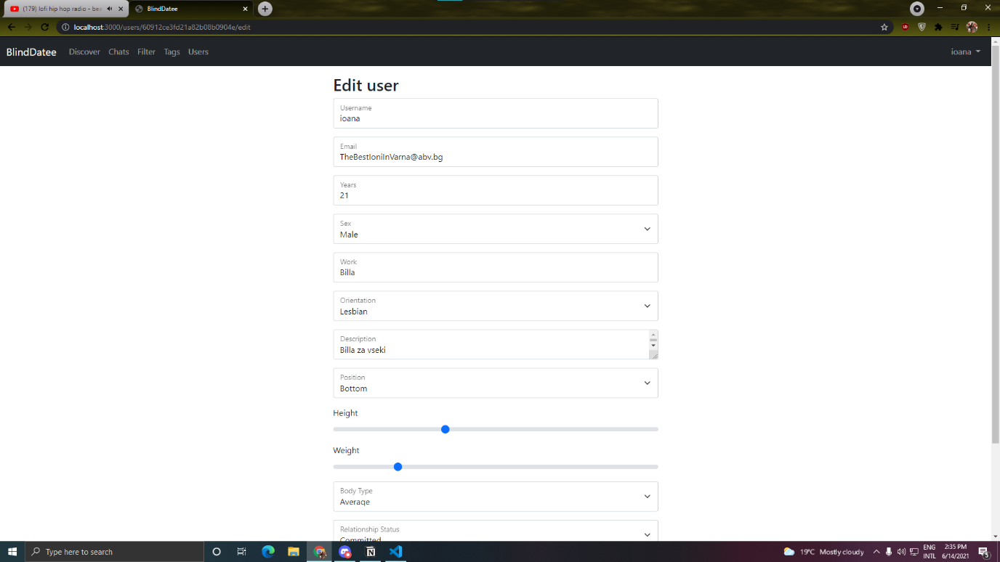 (179) lofi hip hop radio - bea
BlindDatee
localhost:3000/users/60912ce3fd21a82b08b0904e/edit
BlindDatee Discover Chats Filter Tags Users ioana
Edit user
Username
ioana
Email
TheBestIoniInVarna@abv.bg
Years
21
Sex
Male
Work
Billa
Orientation
Lesbian
Description
Billa za vseki
Position
Bottom
Height
Weight
Body Type
Average
Relationship Status
Committed
Type here to search
19°C Mostly cloudy
ENG
INTL
2:35 PM
6/14/2021
5